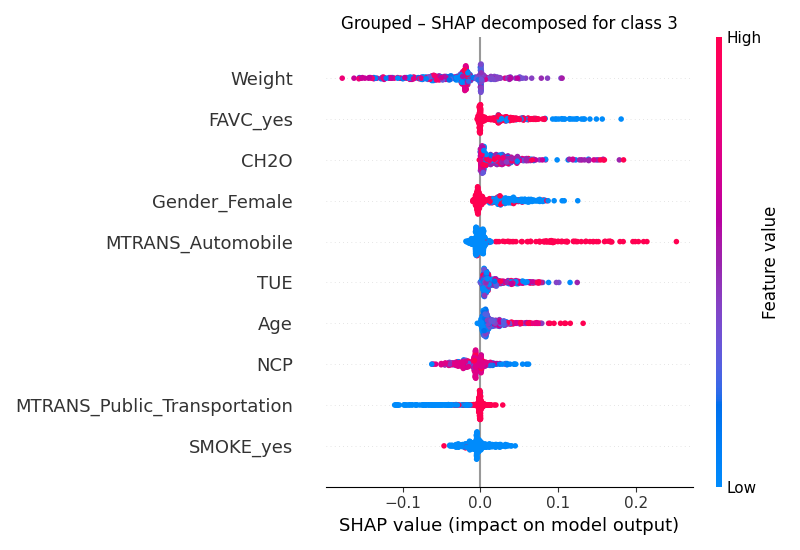 Grouped – SHAP decomposed for class 3
High
Weight
FAVC_yes
CH2O
Gender_Female
MTRANS_Automobile
TUE
Age
NCP
MTRANS_Public_Transportation
SMOKE_yes
Feature value
Low
−0.1 0.0 0.1 0.2
SHAP value (impact on model output)